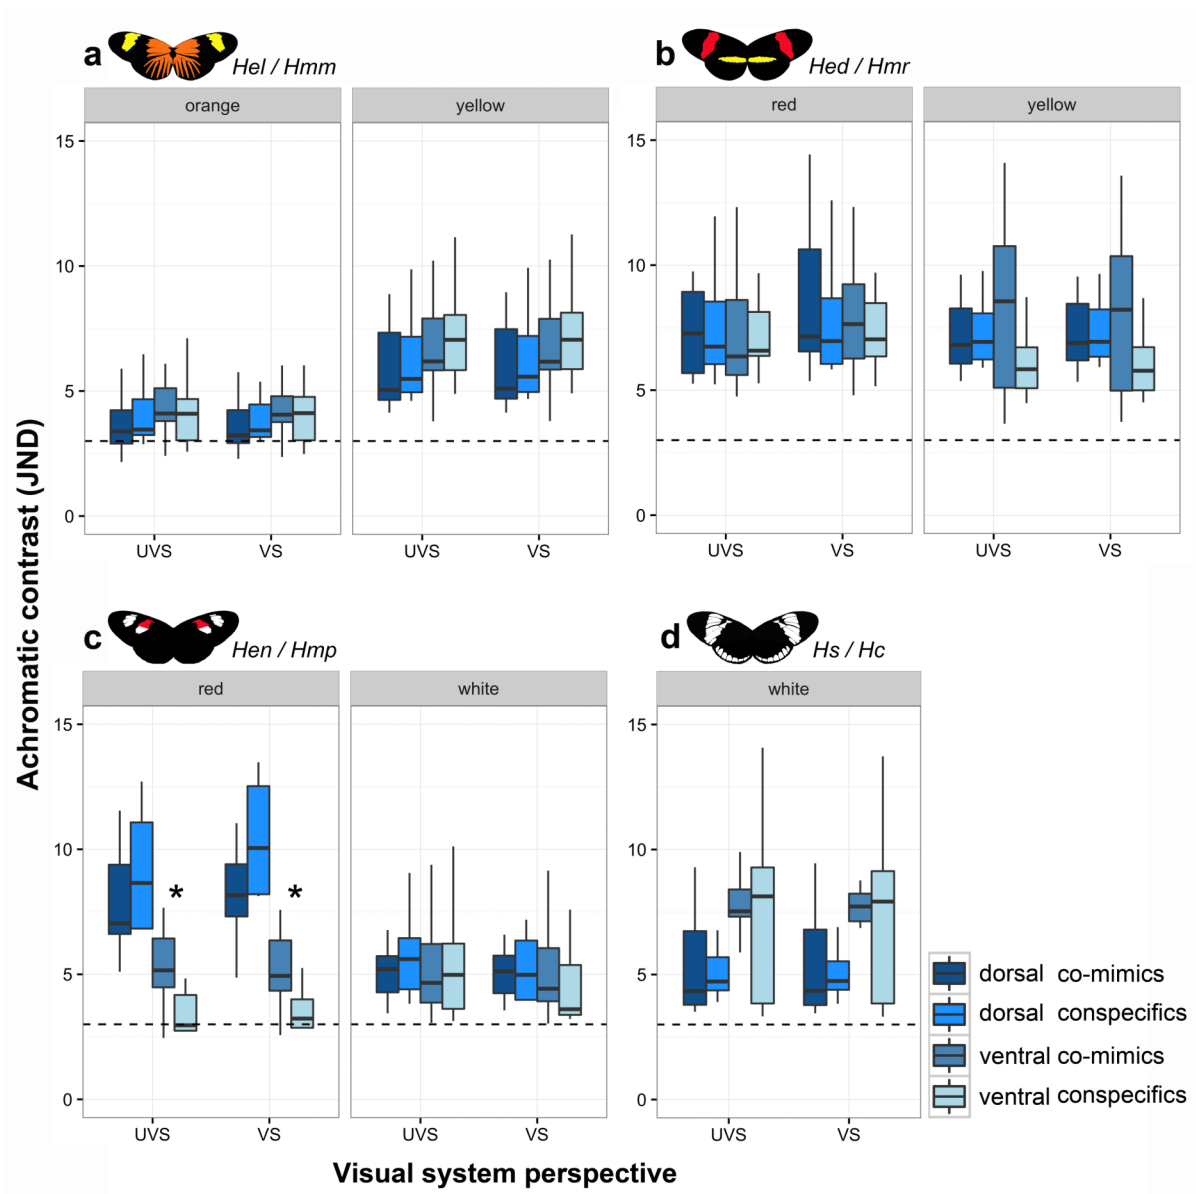 a Hel / Hmm
b Hed / Hmr
orange yellow
red yellow
15
10
5
0
15
10
5
0
UVS VS UVS VS
UVS VS UVS VS
Achromatic contrast (JND)
c Hen / Hmp
d Hs / Hc
red white
white
15
10
5
0
* *
15
10
5
0
UVS VS UVS VS
UVS VS
dorsal co-mimics
dorsal conspecifics
ventral co-mimics
ventral conspecifics
Visual system perspective